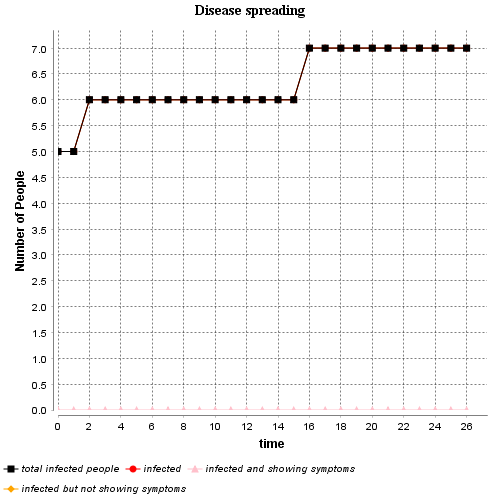 Disease spreading
7.0
6.5
6.0
5.5
5.0
4.5
4.0
3.5
3.0
2.5
2.0
1.5
1.0
0.5
0.0
Number of People
0 2 4 6 8 10 12 14 16 18 20 22 24 26
time
total infected people infected infected and showing symptoms
infected but not showing symptoms